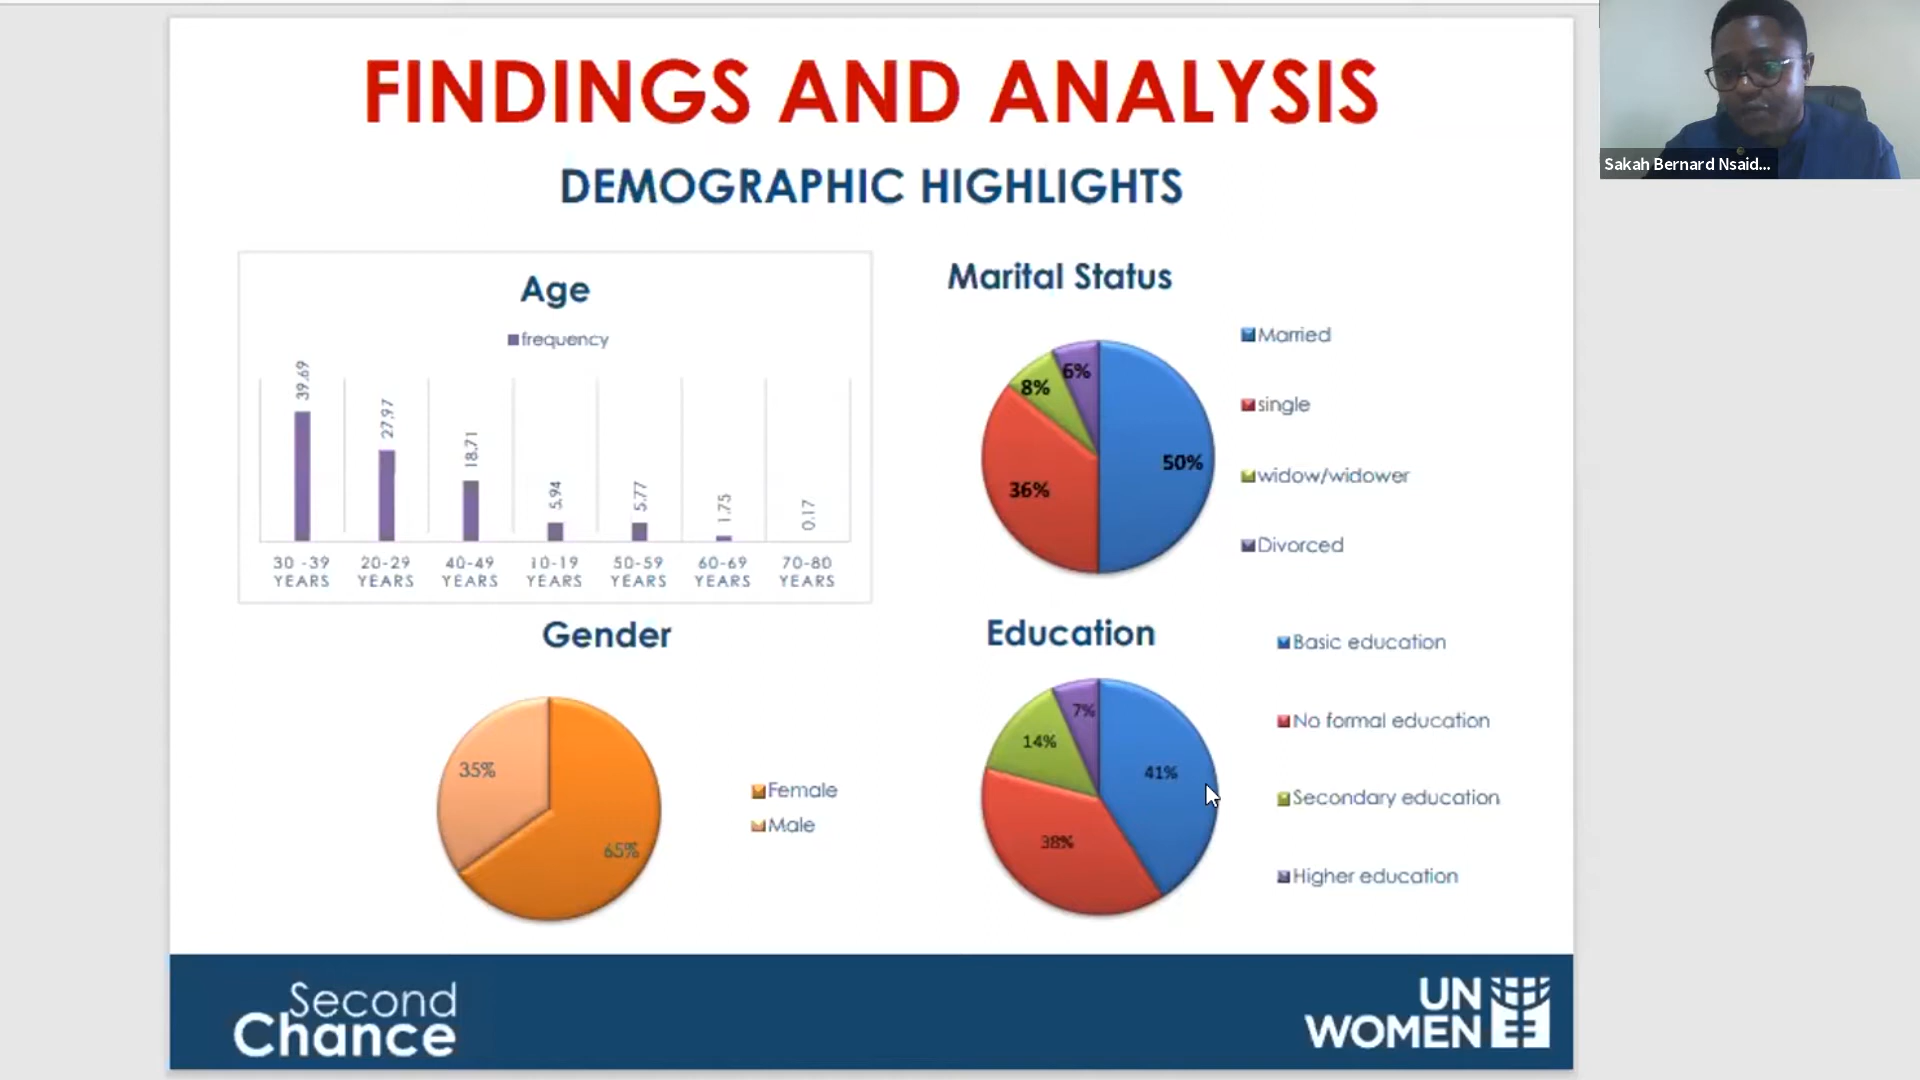 FINDINGS AND ANALYSIS
DEMOGRAPHIC HIGHLIGHTS
Sakah Bernard Nsaid...
Age
frequency
39.69
27.97
18.71
5.94
5.77
1.75
0.17
30 -39 YEARS
20-29 YEARS
40-49 YEARS
10-19 YEARS
50-59 YEARS
60-69 YEARS
70-80 YEARS
Marital Status
6%
8%
50%
36%
Married
single
widow/widower
Divorced
Gender
35%
65%
Female
Male
Education
7%
14%
41%
38%
Basic education
No formal education
Secondary education
Higher education
Second
Chance
UN
WOMEN